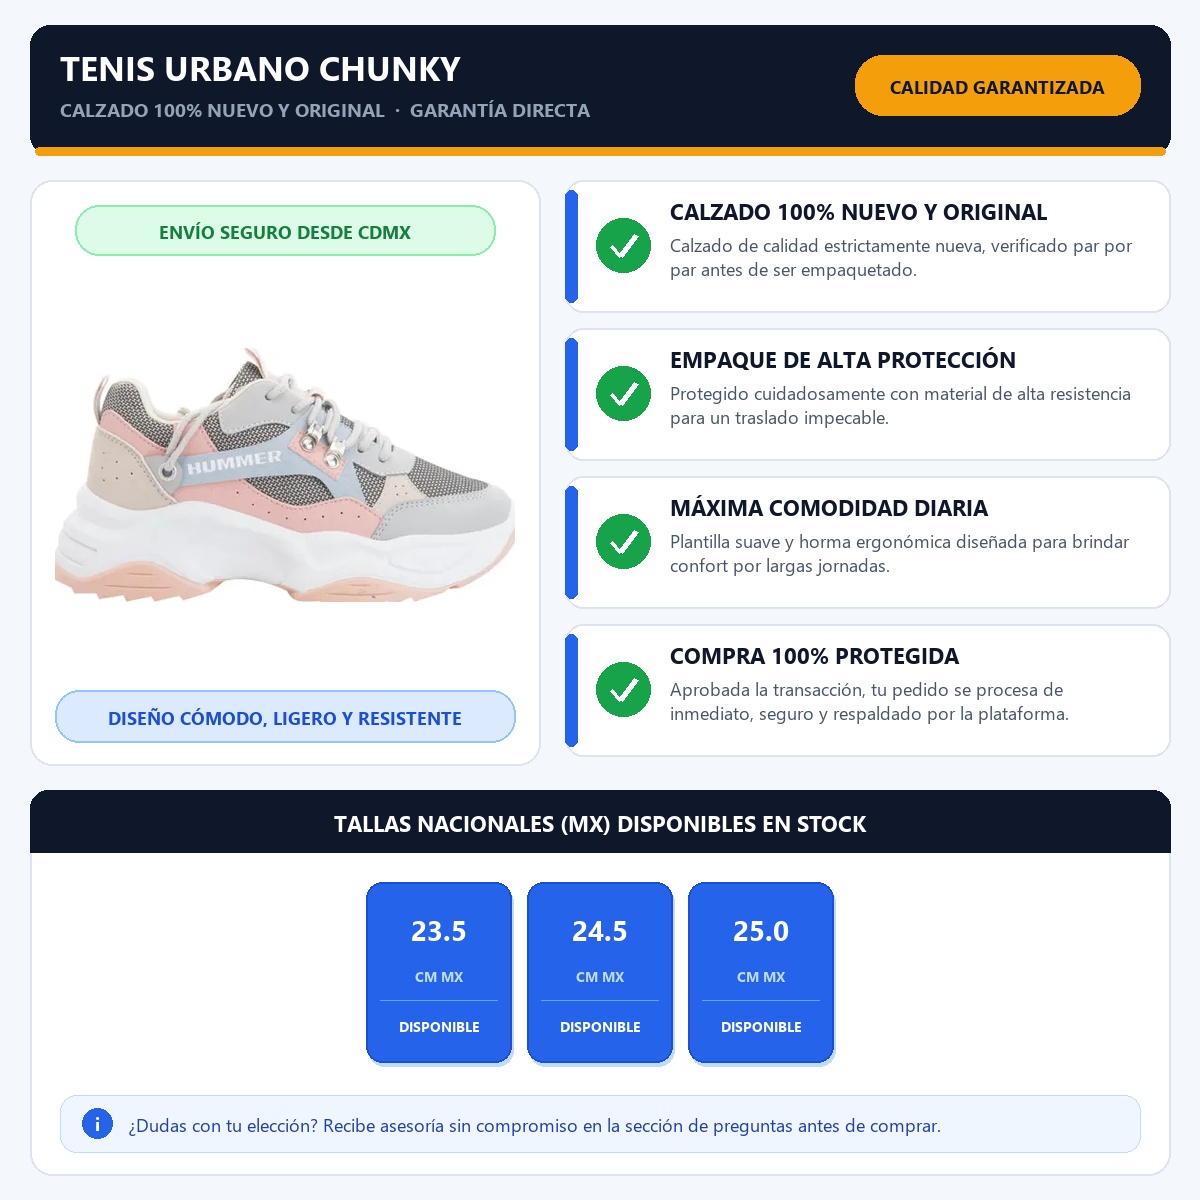 TENIS URBANO CHUNKY
CALZADO 100% NUEVO Y ORIGINAL · GARANTÍA DIRECTA
CALIDAD GARANTIZADA
ENVÍO SEGURO DESDE CDMX
HUMMER
DISEÑO CÓMODO, LIGERO Y RESISTENTE
CALZADO 100% NUEVO Y ORIGINAL
Calzado de calidad estrictamente nueva, verificado par por
par antes de ser empaquetado.
EMPAQUE DE ALTA PROTECCIÓN
Protegido cuidadosamente con material de alta resistencia
para un traslado impecable.
MÁXIMA COMODIDAD DIARIA
Plantilla suave y horma ergonómica diseñada para brindar
confort por largas jornadas.
COMPRA 100% PROTEGIDA
Aprobada la transacción, tu pedido se procesa de
inmediato, seguro y respaldado por la plataforma.
TALLAS NACIONALES (MX) DISPONIBLES EN STOCK
23.5
CM MX
DISPONIBLE
24.5
CM MX
DISPONIBLE
25.0
CM MX
DISPONIBLE
¿Dudas con tu elección? Recibe asesoría sin compromiso en la sección de preguntas antes de comprar.